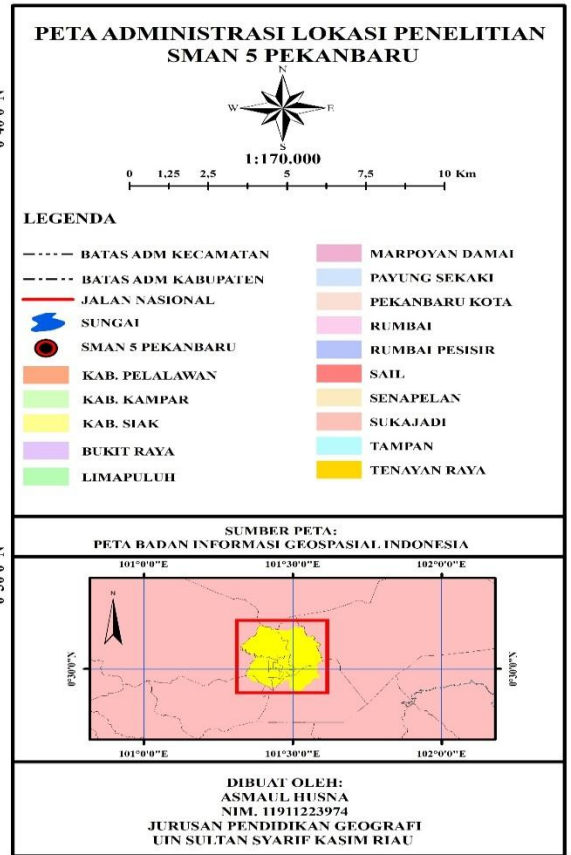 PETA ADMINISTRASI LOKASI PENELITIAN
SMAN 5 PEKANBARU
N
W E
S
1:170.000
0 1,25 2,5 5 7,5 10 Km
LEGENDA
BATAS ADM KECAMATAN
BATAS ADM KABUPATEN
JALAN NASIONAL
SUNGAI
SMAN 5 PEKANBARU
KAB. PELALAWAN
KAB. KAMPAR
KAB. SIAK
BUKIT RAYA
LIMAPULUH
MARPOYAN DAMAI
PAYUNG SEKAKI
PEKANBARU KOTA
RUMBAI
RUMBAI PESISIR
SAIL
SENAPELAN
SUKAJADI
TAMPAN
TENAYAN RAYA
SUMBER PETA:
PETA BADAN INFORMASI GEOSPASIAL INDONESIA
101°0'0"E 101°30'0"E 102°0'0"E
N
0°30'0"N 0°30'0"N
101°0'0"E 101°30'0"E 102°0'0"E
DIBUAT OLEH:
ASMAUL HUSNA
NIM. 11911223974
JURUSAN PENDIDIKAN GEOGRAFI
UIN SULTAN SYARIF KASIM RIAU